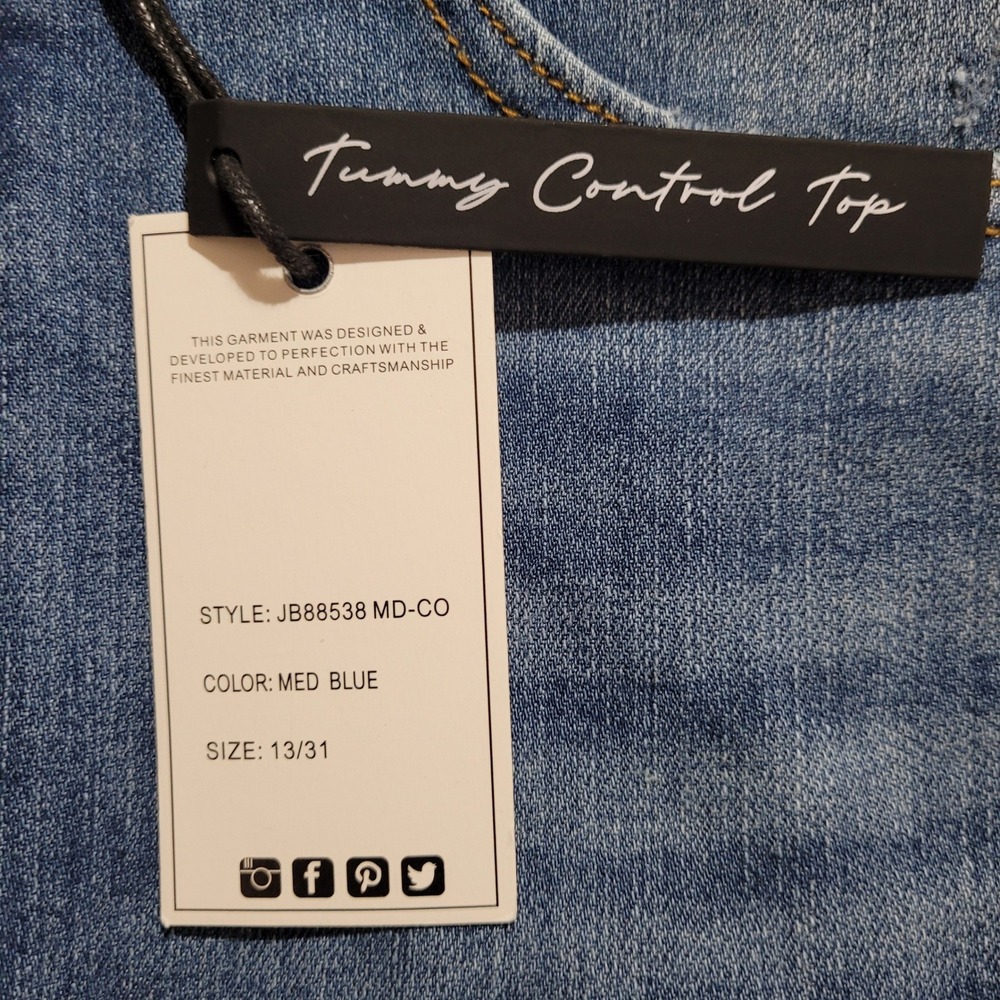 Tummy Control Top
THIS GARMENT WAS DESIGNED &
DEVELOPED TO PERFECTION WITH THE
FINEST MATERIAL AND CRAFTSMANSHIP
STYLE: JB88538 MD-CO
COLOR: MED BLUE
SIZE: 13/31